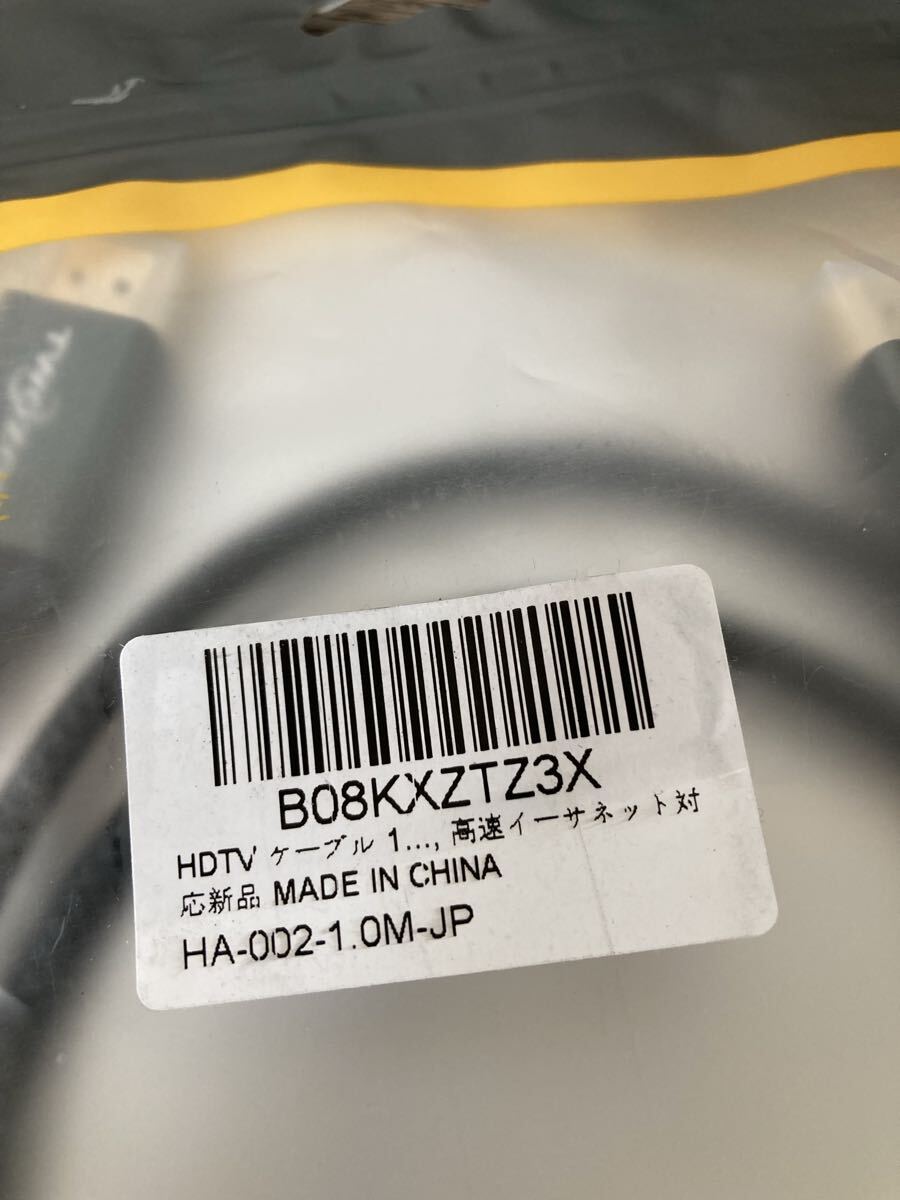 B08KXZTZ3X
HDTV ケーブル 1..., 高速イーサネット対
応新品 MADE IN CHINA
HA-002-1.0M-JP